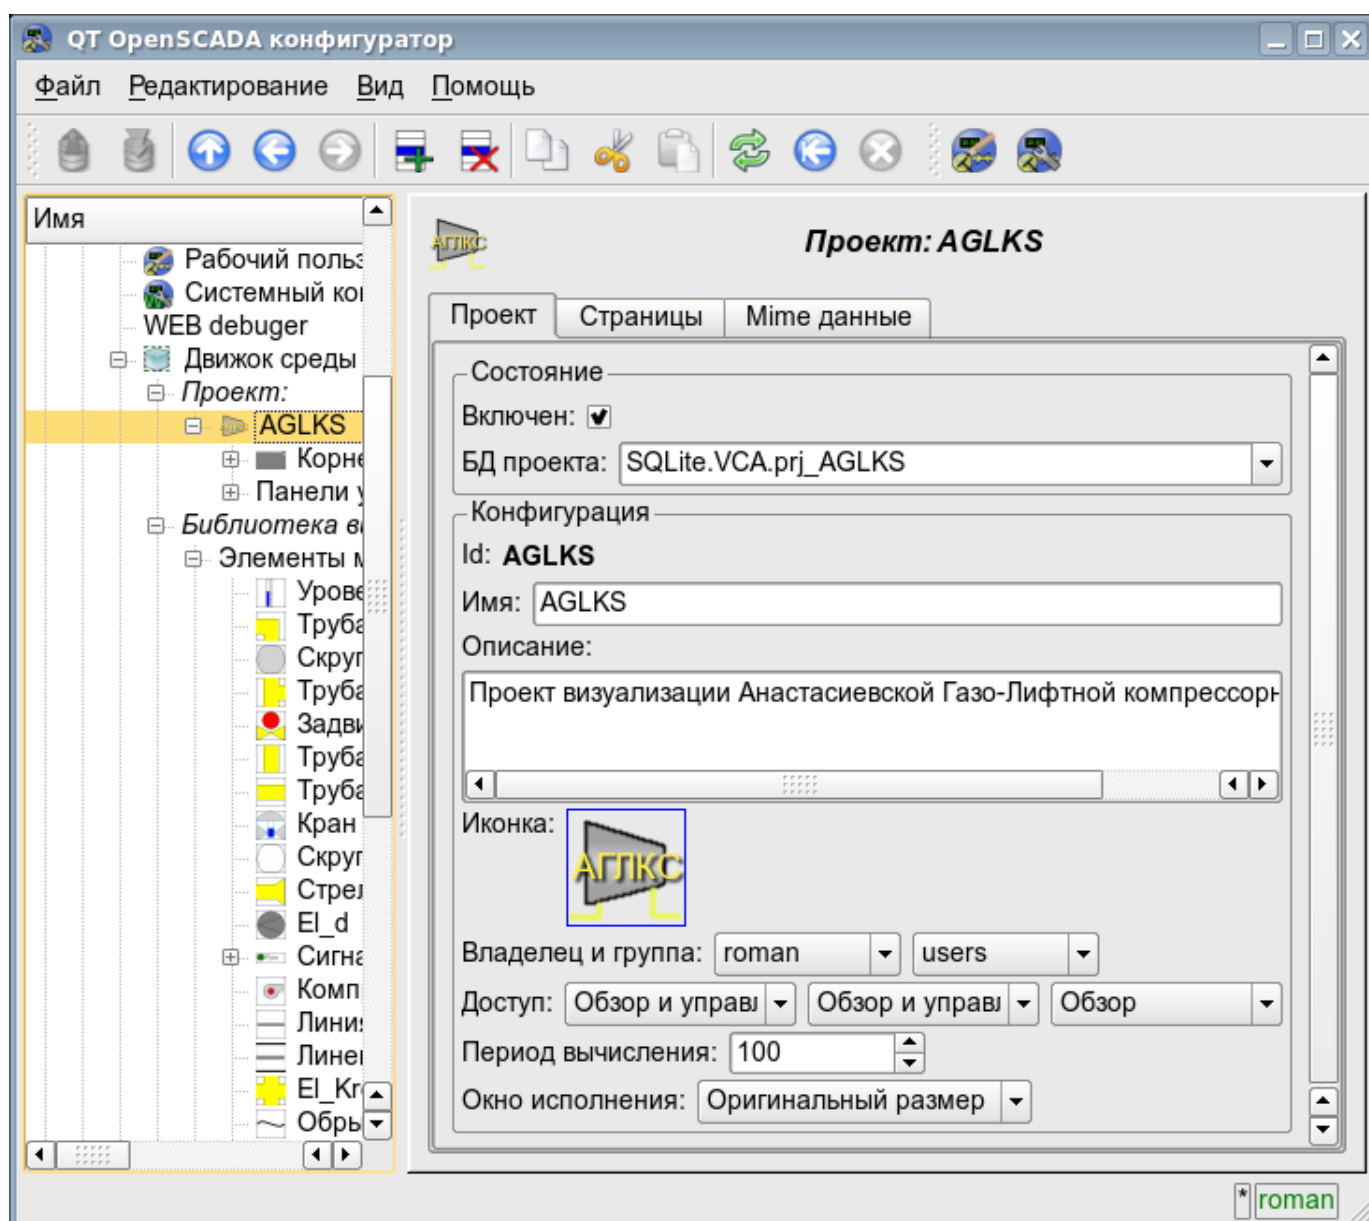 QT OpenSCADA конфигуратор
Файл Редактирование Вид Помощь
Имя
Рабочий польз
Системный ко
WEB debuger
Движок среды
Проект:
AGLKS
Корне
Панели у
Библиотека в
Элементы м
Урове
Труба
Скруг
Труба
Задви
Труба
Труба
Кран
Скруг
Стрел
El_d
Сигна
Комп
Линия
Линей
El_Kr
Обры
АГЛКС
Проект: AGLKS
Проект Страницы Mime данные
Состояние
Включен:
БД проекта: SQLite.VCA.prj_AGLKS
Конфигурация
Id: AGLKS
Имя: AGLKS
Описание:
Проект визуализации Анастасиевской Газо-Лифтной компрессорн
Иконка: АГЛКС
Владелец и группа: roman users
Доступ: Обзор и управл Обзор и управл Обзор
Период вычисления: 100
Окно исполнения: Оригинальный размер
* roman